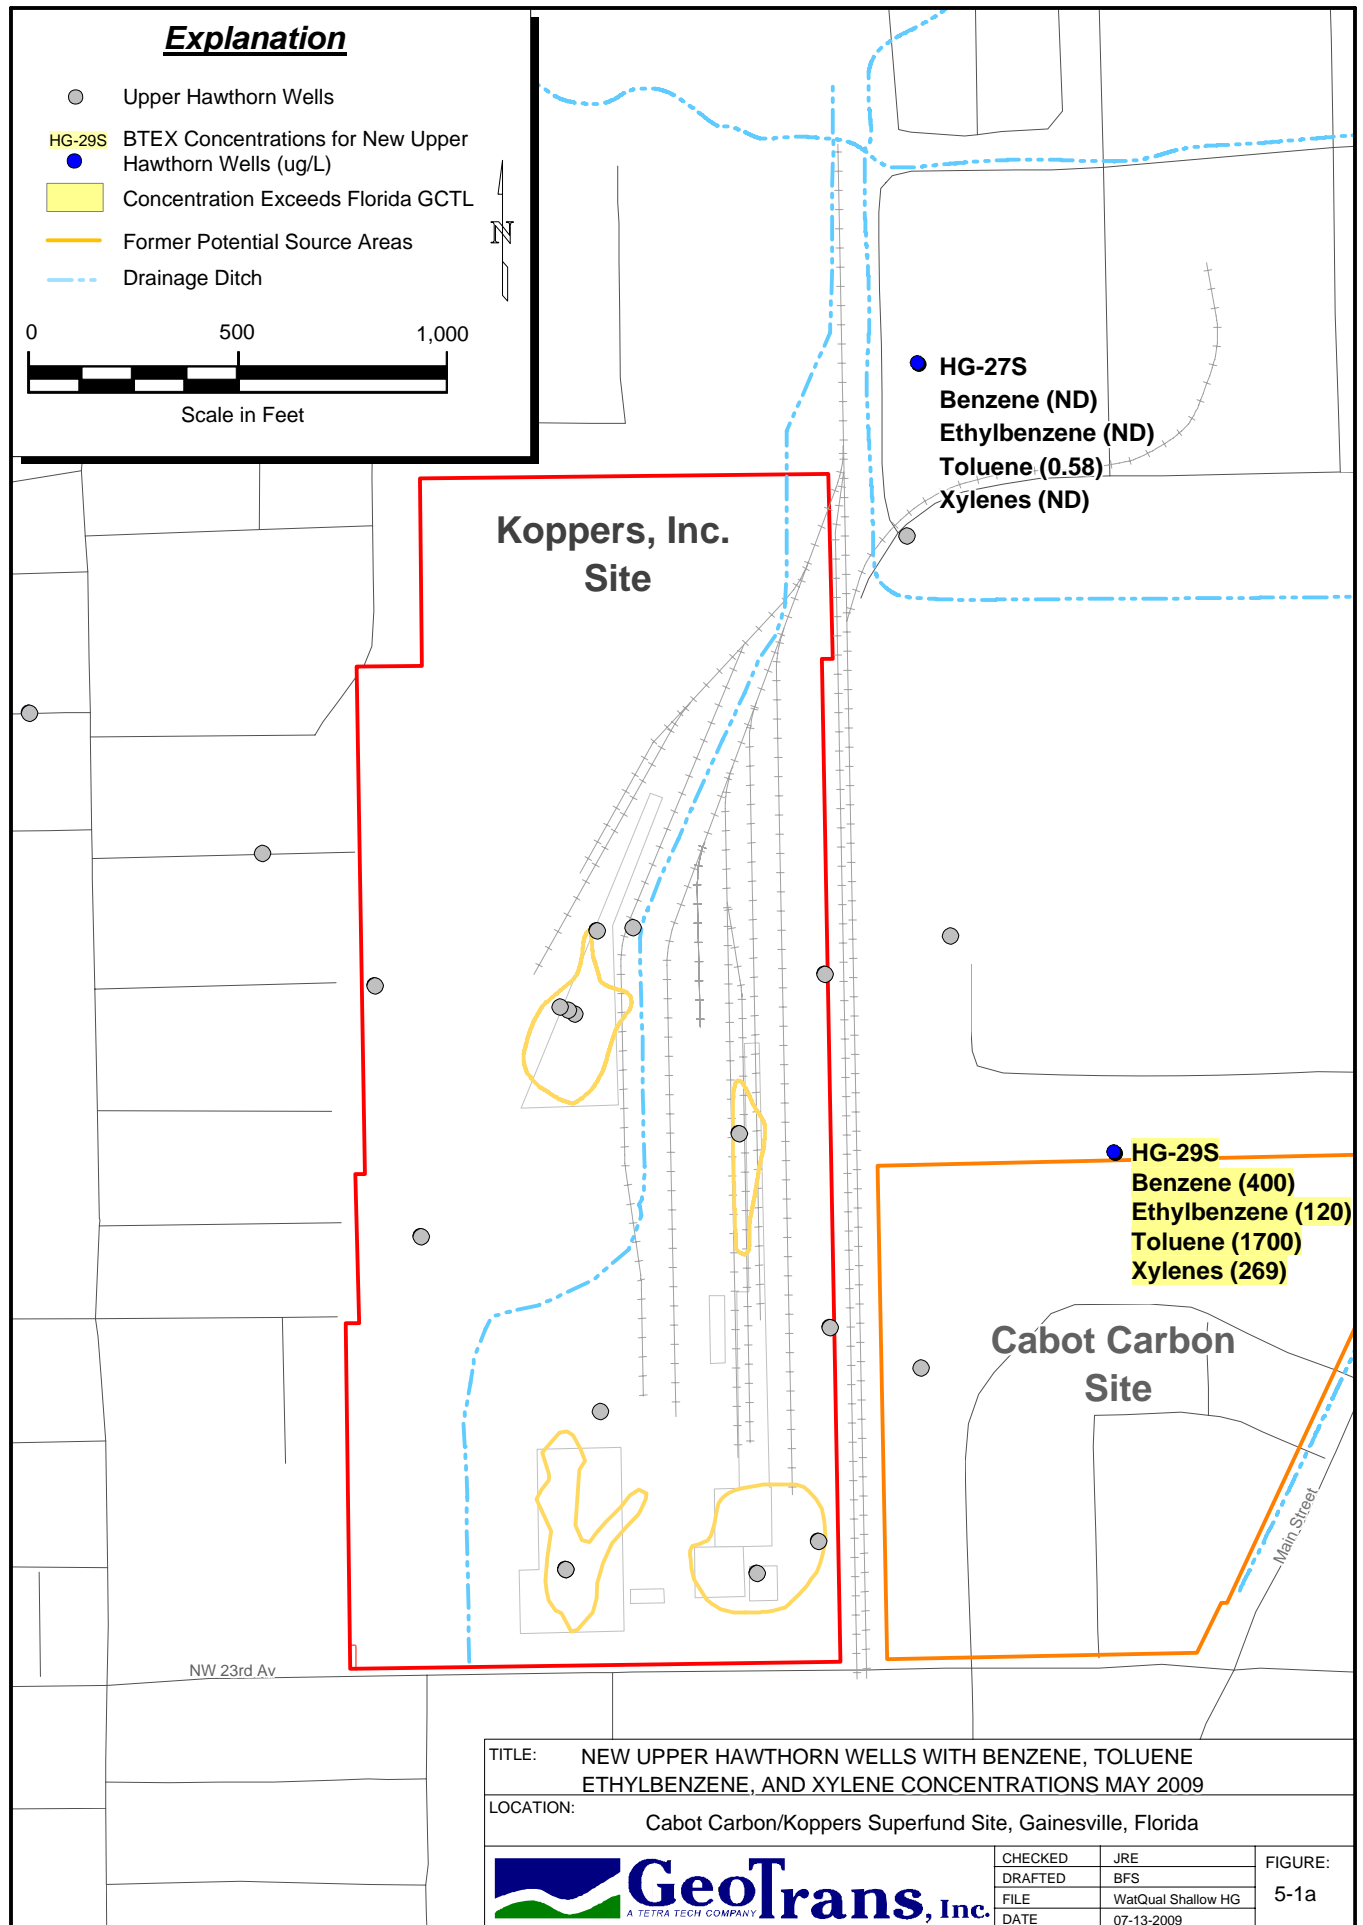 Explanation
Upper Hawthorn Wells
HG-29S
BTEX Concentrations for New Upper
Hawthorn Wells (ug/L)
Concentration Exceeds Florida GCTL
Former Potential Source Areas
Drainage Ditch
N
0 500 1,000
Scale in Feet
HG-27S
Benzene (ND)
Ethylbenzene (ND)
Toluene (0.58)
Xylenes (ND)
Koppers, Inc.
Site
HG-29S
Benzene (400)
Ethylbenzene (120)
Toluene (1700)
Xylenes (269)
Cabot Carbon
Site
Main Street
NW 23rd Av
TITLE: NEW UPPER HAWTHORN WELLS WITH BENZENE, TOLUENE
ETHYLBENZENE, AND XYLENE CONCENTRATIONS MAY 2009
LOCATION:
Cabot Carbon/Koppers Superfund Site, Gainesville, Florida
GeoTrans, Inc.
A TETRA TECH COMPANY
CHECKED JRE
DRAFTED BFS
FILE WatQual Shallow HG
DATE 07-13-2009
FIGURE:
5-1a